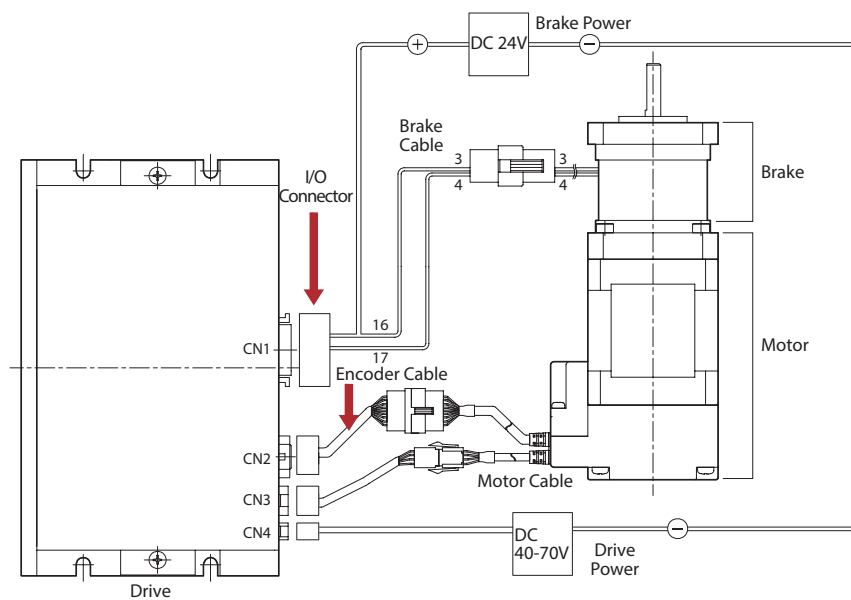 Brake Power
DC 24V
+
−
Brake
Cable
3
4
3
4
Brake
I/O
Connector
16
CN1
17
Motor
Encoder Cable
CN2
CN3
Motor Cable
CN4
DC
40-70V
−
Drive
Power
Drive